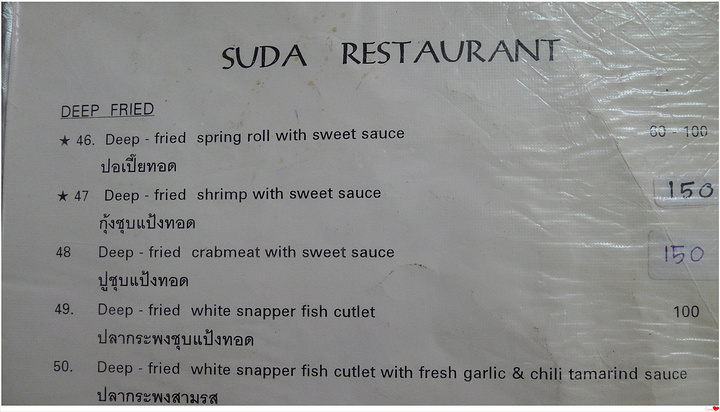 SUDA RESTAURANT
DEEP FRIED
★ 46. Deep - fried spring roll with sweet sauce 60 - 100
ปอเปี๊ยทอด
★ 47 Deep - fried shrimp with sweet sauce 150
กุ้งชุบแป้งทอด
48 Deep - fried crabmeat with sweet sauce 150
ปูชุบแป้งทอด
49. Deep - fried white snapper fish cutlet 100
ปลากระพงชุบแป้งทอด
50. Deep - fried white snapper fish cutlet with fresh garlic & chili tamarind sauce
ปลากระพงสามรส